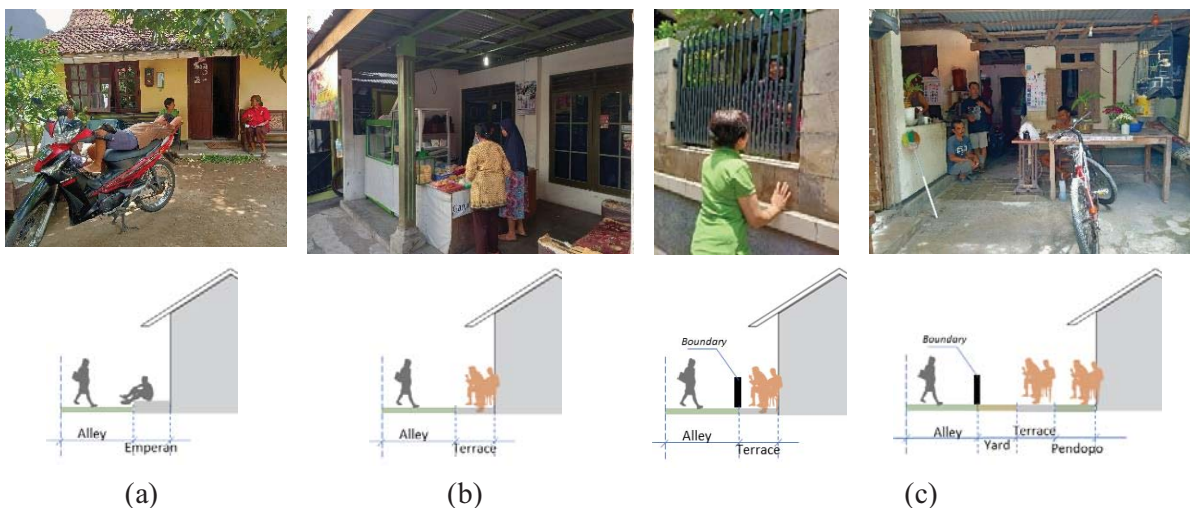 Boundary
Boundary
Alley
Emperan
Alley
Terrace
Alley
Terrace
Alley
Yard
Terrace
Pendopo
(a)
(b)
(c)